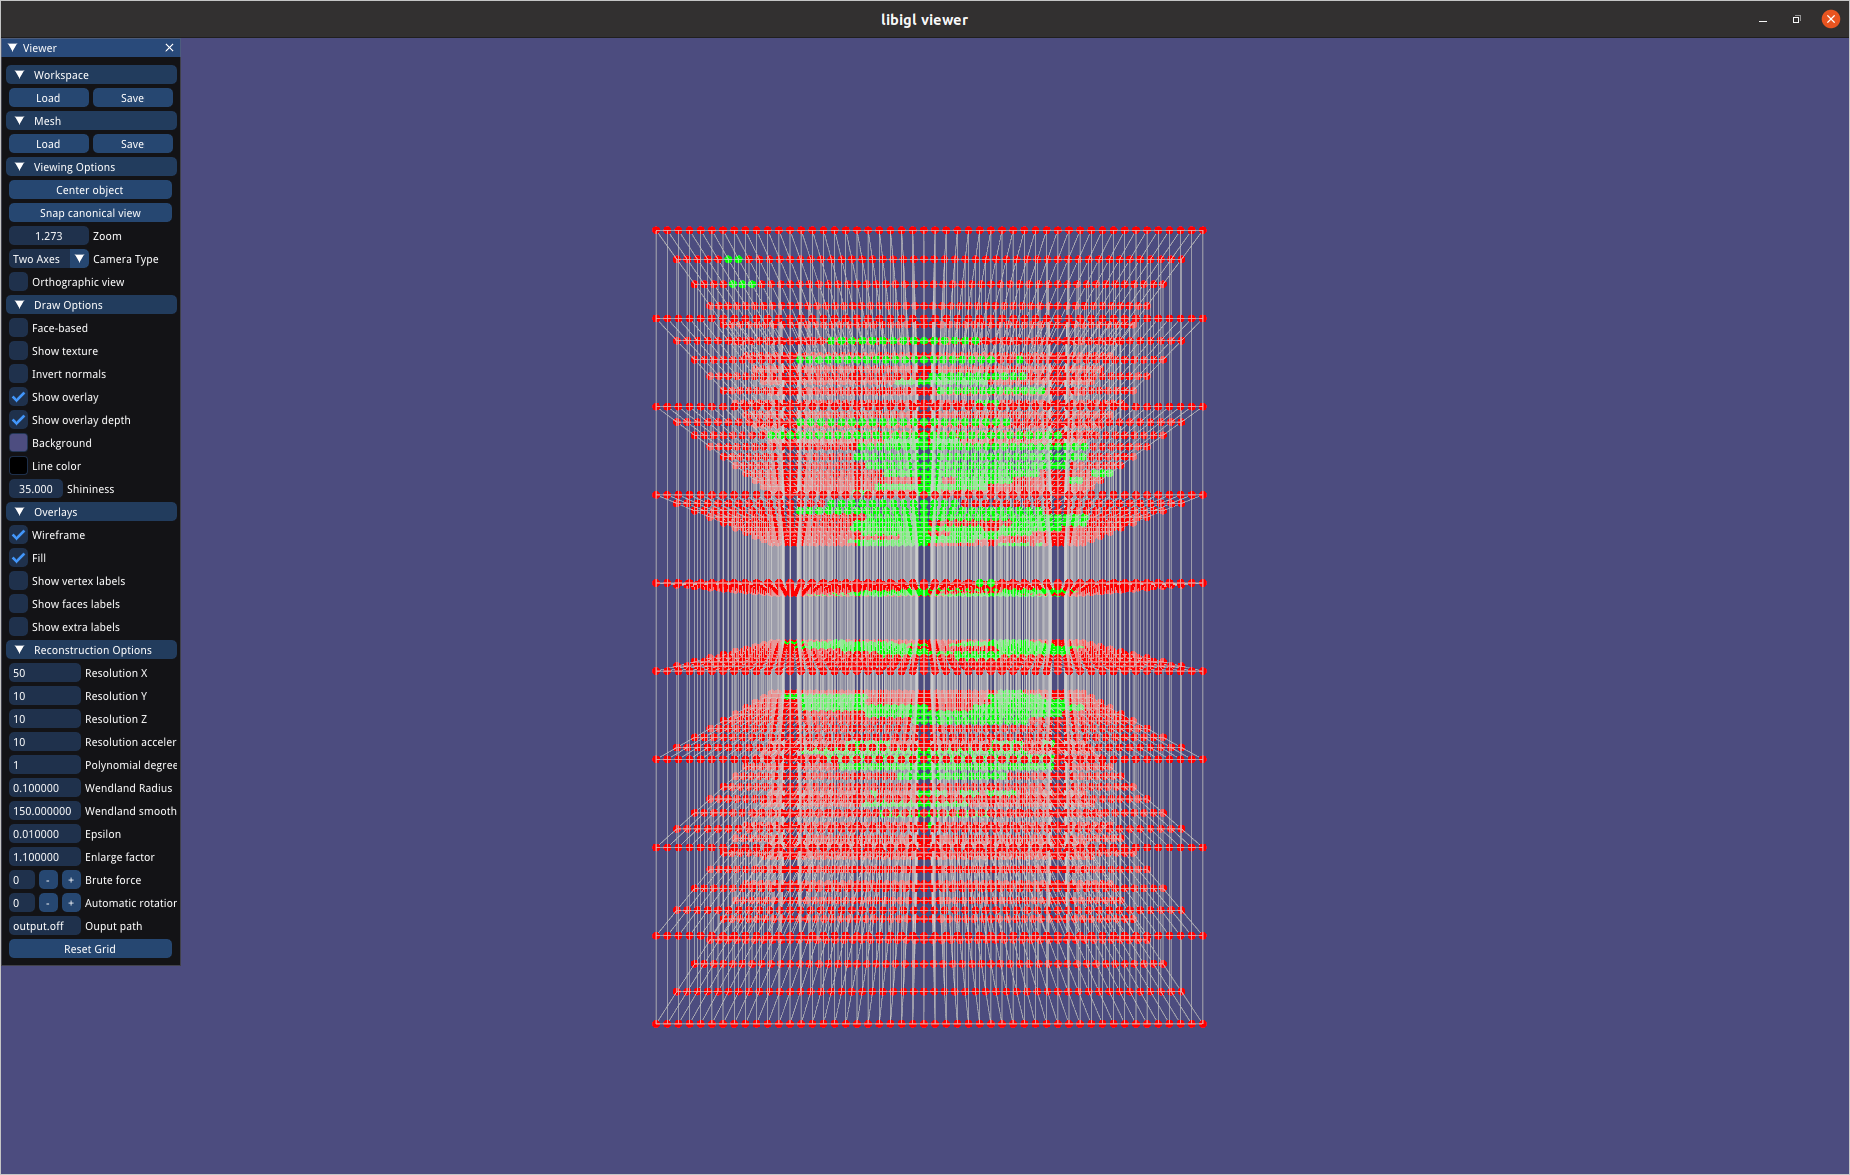 libigl viewer
Viewer
Workspace
Load Save
Mesh
Load Save
Viewing Options
Center object
Snap canonical view
1.273 Zoom
Two Axes Camera Type
Orthographic view
Draw Options
Face-based
Show texture
Invert normals
Show overlay
Show overlay depth
Background
Line color
35.000 Shininess
Overlays
Wireframe
Fill
Show vertex labels
Show faces labels
Show extra labels
Reconstruction Options
50 Resolution X
10 Resolution Y
10 Resolution Z
10 Resolution acceler
1 Polynomial degree
0.100000 Wendland Radius
150.000000 Wendland smooth
0.010000 Epsilon
1.100000 Enlarge factor
0 - + Brute force
0 - + Automatic rotation
output.off Ouput path
Reset Grid